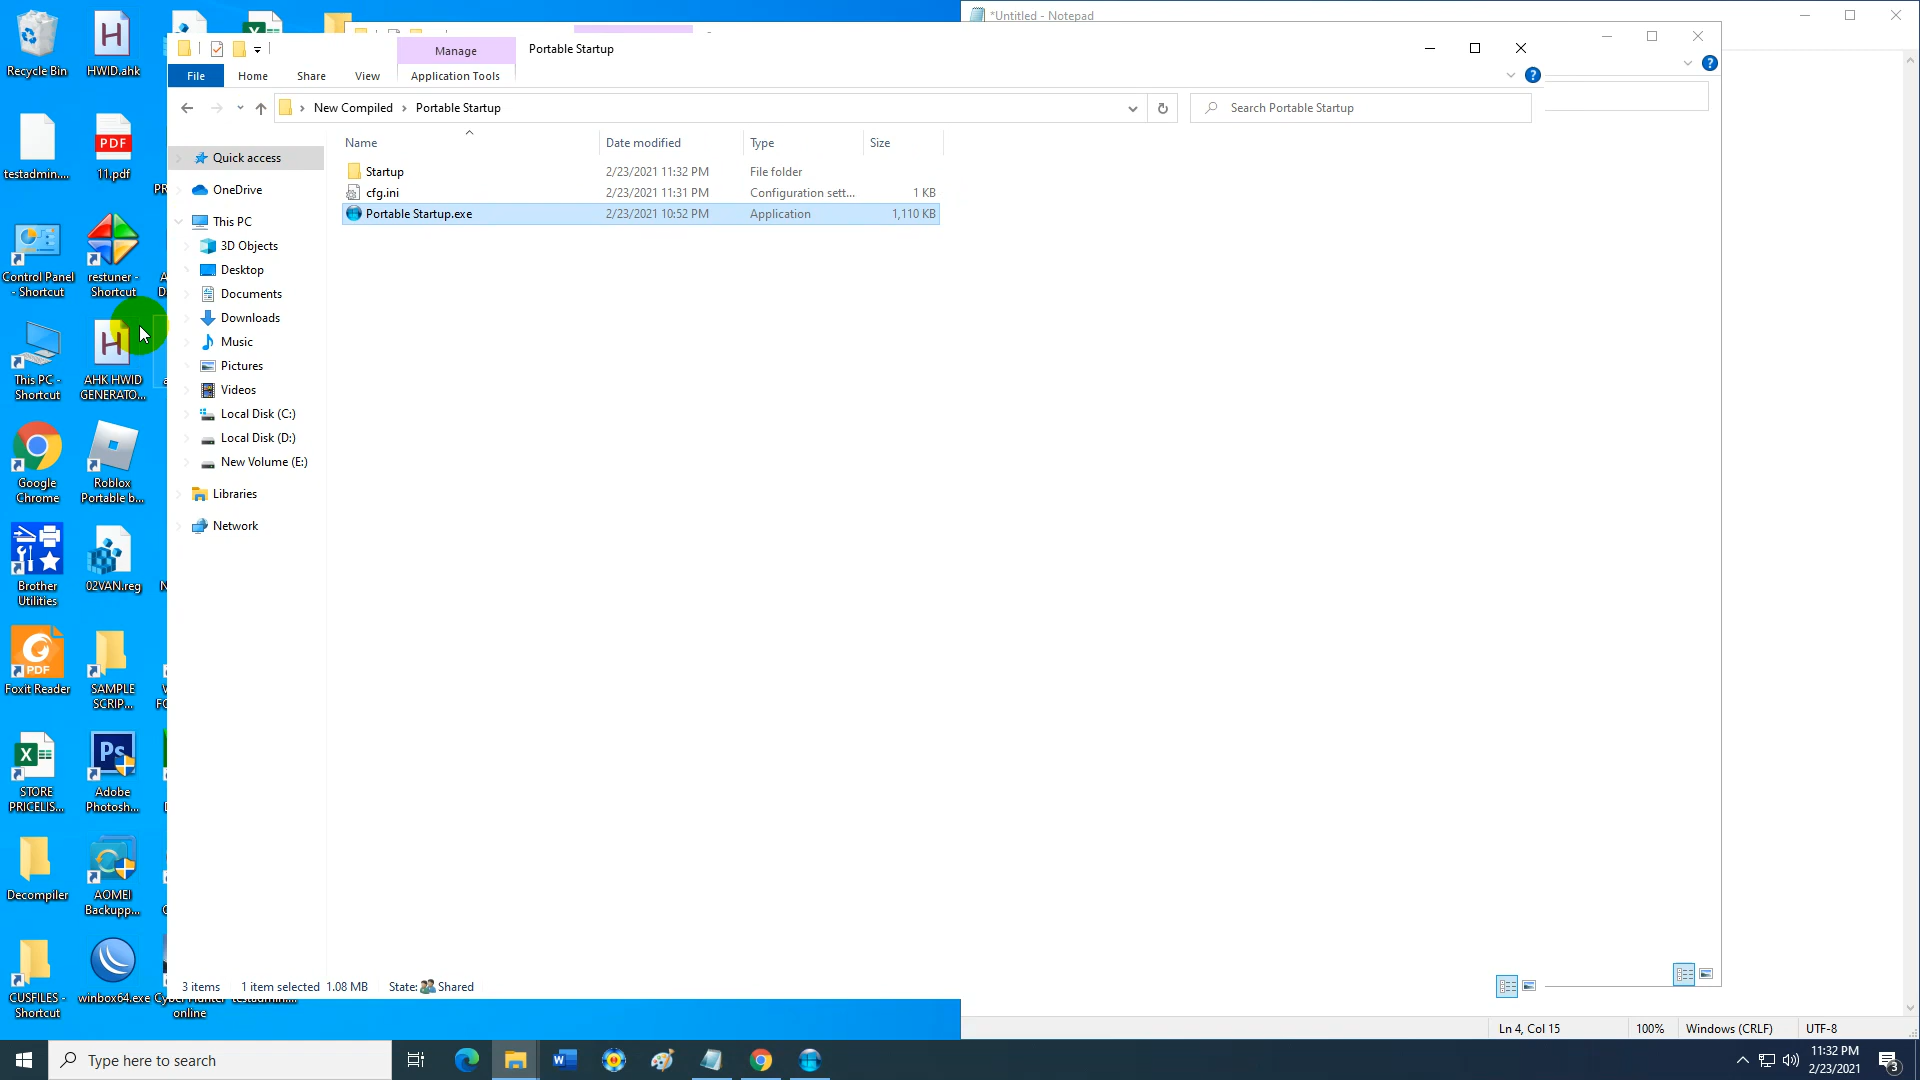 *Untitled - Notepad
Manage
Portable Startup
File
Home
Share
View
Application Tools
New Compiled
Portable Startup
Search Portable Startup
Name
Date modified
Type
Size
Startup
2/23/2021 11:32 PM
File folder
cfg.ini
2/23/2021 11:31 PM
Configuration sett...
1 KB
Portable Startup.exe
2/23/2021 10:52 PM
Application
1,110 KB
Quick access
OneDrive
This PC
3D Objects
Desktop
Documents
Downloads
Music
Pictures
Videos
Local Disk (C:)
Local Disk (D:)
New Volume (E:)
Libraries
Network
3 items
1 item selected 1.08 MB
State:
Shared
Recycle Bin
HWID.ahk
testadmin....
PDF
11.pdf
Control Panel
- Shortcut
restuner -
Shortcut
This PC -
Shortcut
AHK HWID
GENERATO...
Google
Chrome
Roblox
Portable b...
Brother
Utilities
02VAN.reg
PDF
Foxit Reader
SAMPLE
SCRIP...
STORE
PRICELIS...
Ps
Adobe
Photosh...
Decompiler
AOMEI
Backupp...
CUSFILES -
Shortcut
winbox64.exe
Cyber Hunter
online
testadmin....
Ln 4, Col 15
100%
Windows (CRLF)
UTF-8
Type here to search
11:32 PM
2/23/2021
3